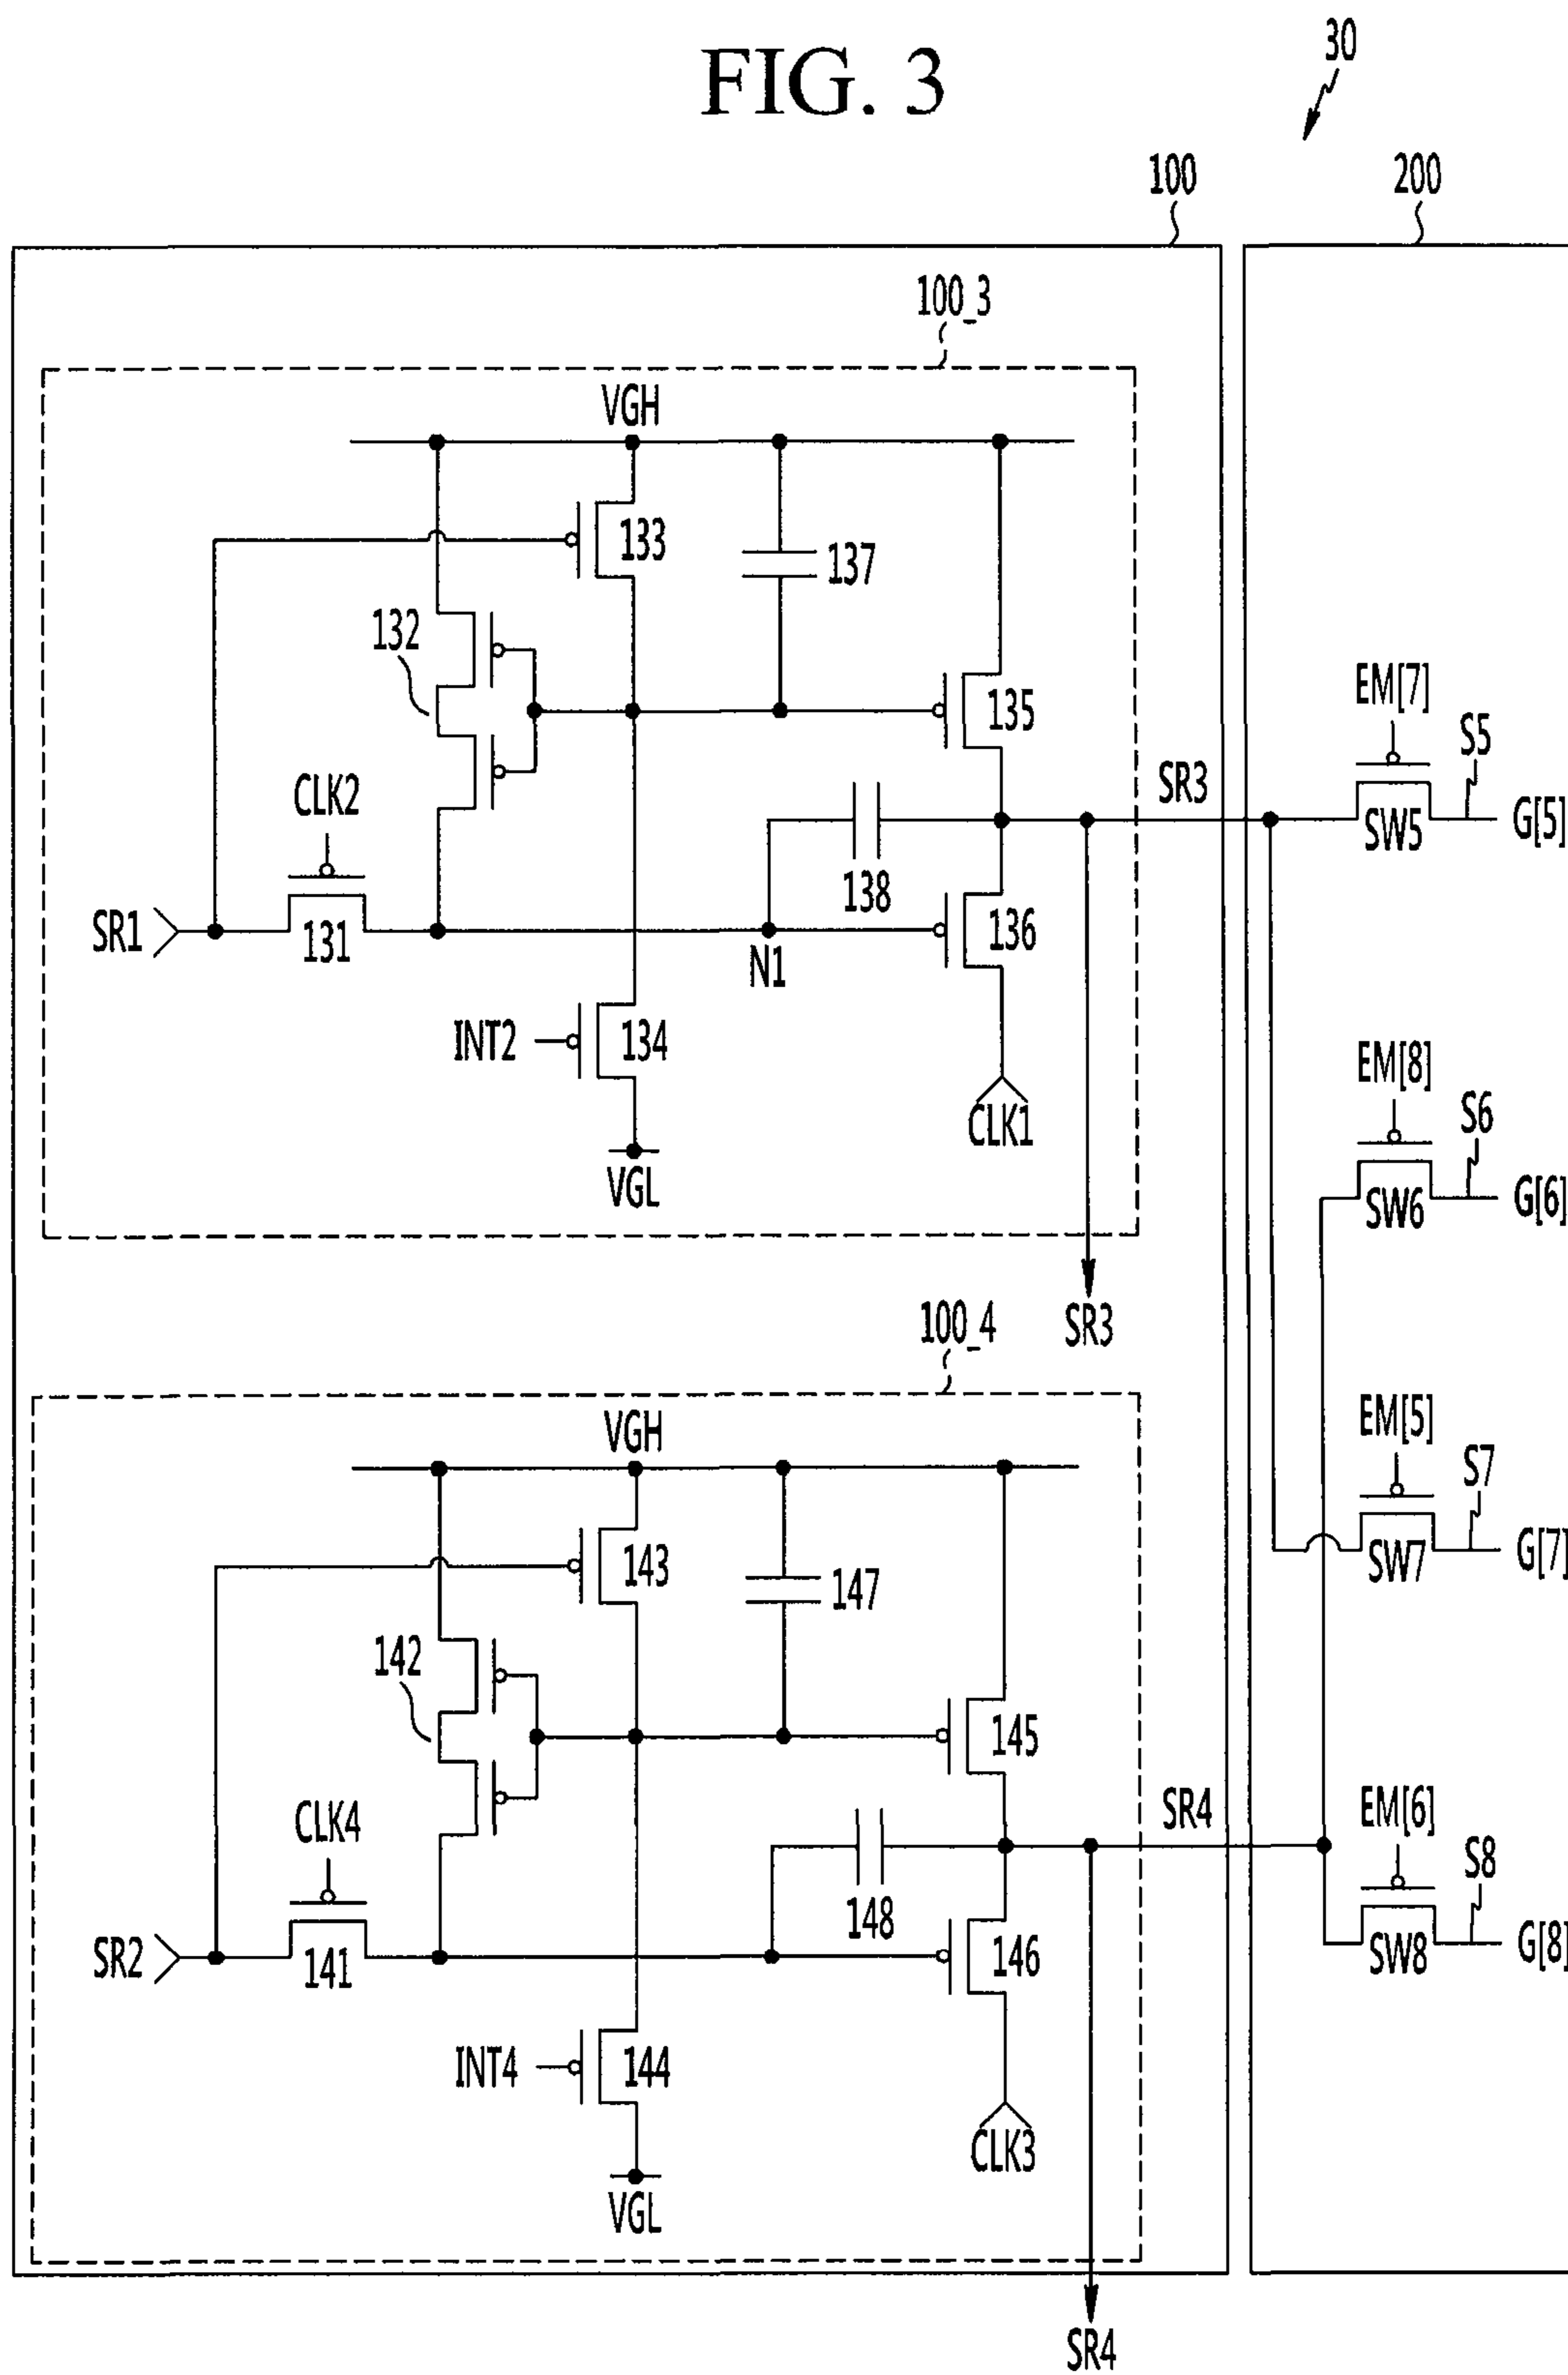 FIG. 3
30
100
200
100_3
VGH
133
137
132
135
EM[7]
S5
SR3
CLK2
SW5
G[5]
138
SR1
131
N1
136
INT2
134
EM[8]
S6
CLK1
VGL
SW6
G[6]
SR3
100_4
VGH
EM[5]
S7
143
147
SW7
G[7]
142
145
EM[6]
SR4
CLK4
S8
148
SR2
141
146
SW8
G[8]
INT4
144
CLK3
VGL
SR4